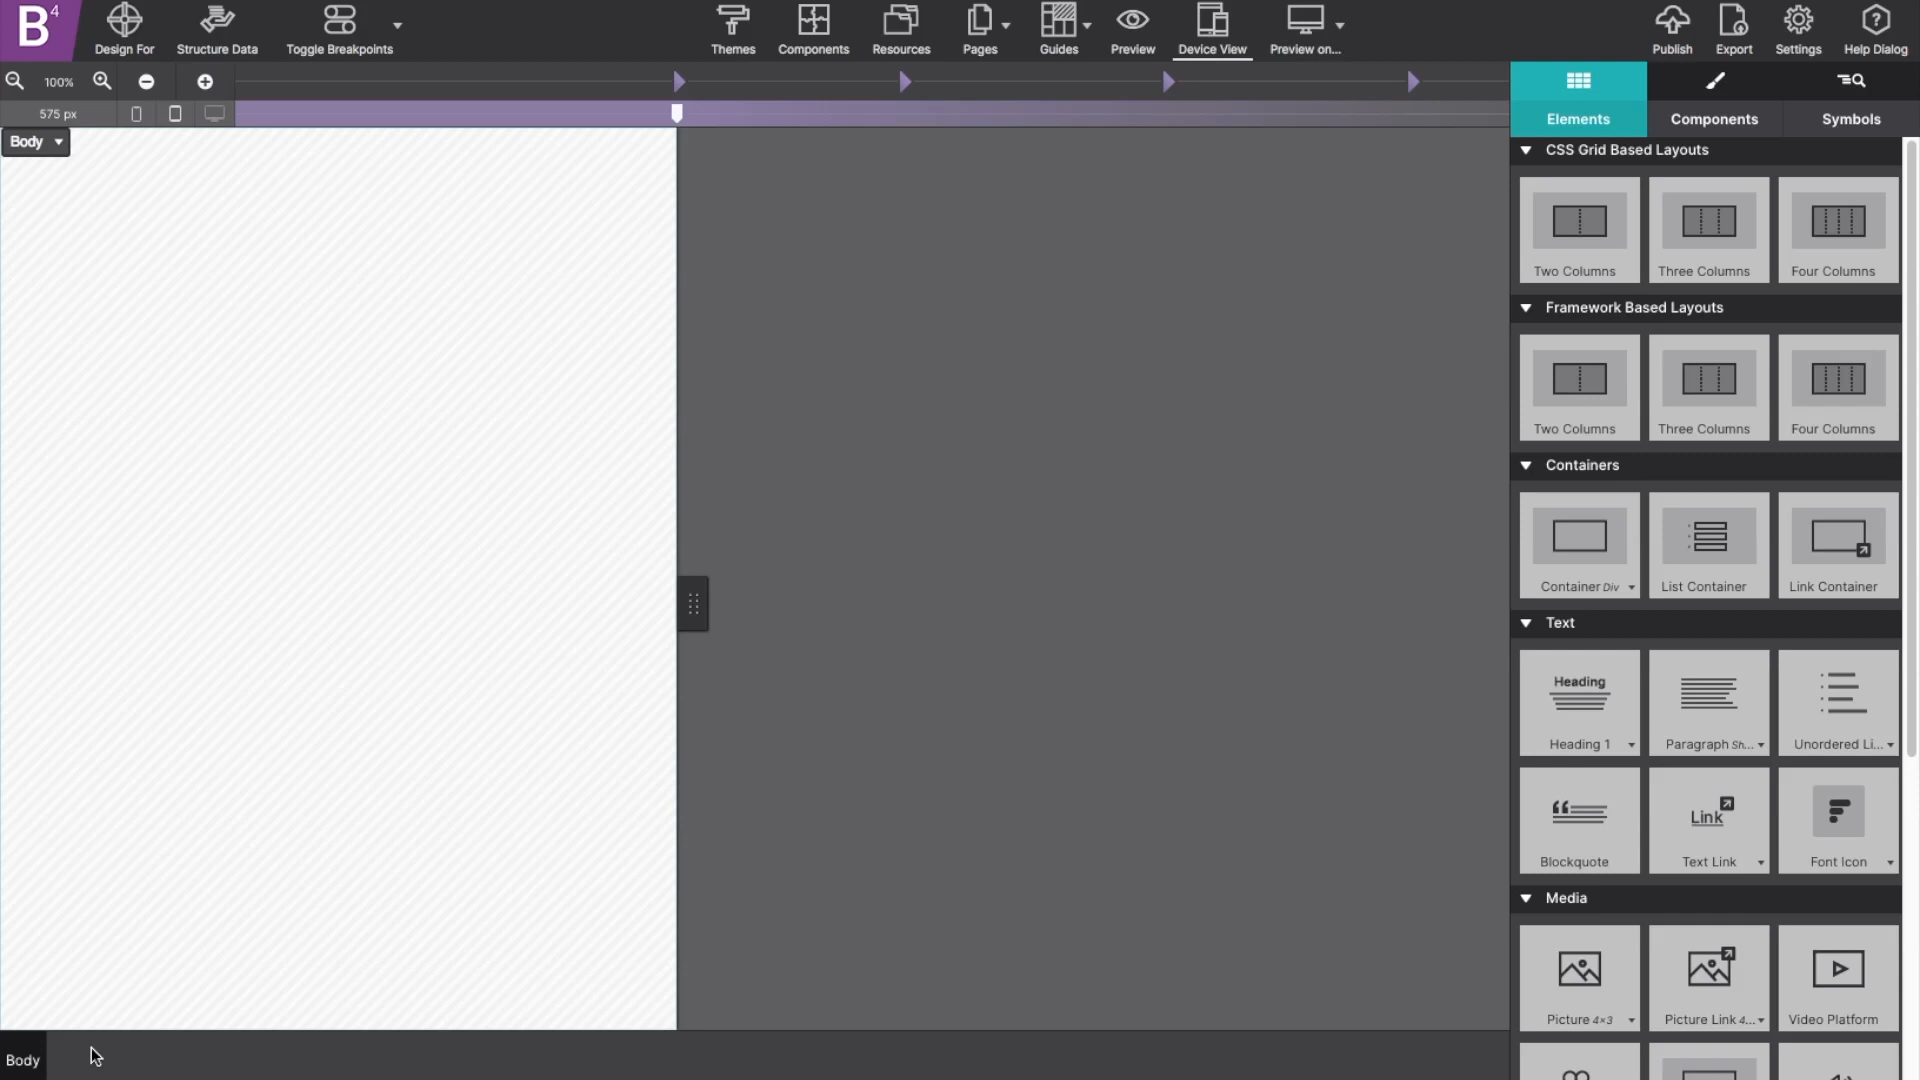 B4
Design For
Structure Data
Toggle Breakpoints
Themes
Components
Resources
Pages
Guides
Preview
Device View
Preview on...
Publish
Export
Settings
Help Dialog
100%
575 px
Elements
Components
Symbols
Body
CSS Grid Based Layouts
Two Columns
Three Columns
Four Columns
Framework Based Layouts
Two Columns
Three Columns
Four Columns
Containers
Container Div
List Container
Link Container
Text
Heading
Heading 1
Paragraph Sh...
Unordered Li...
Blockquote
Link
Text Link
Font Icon
Media
Picture 4×3
Picture Link 4...
Video Platform
Body